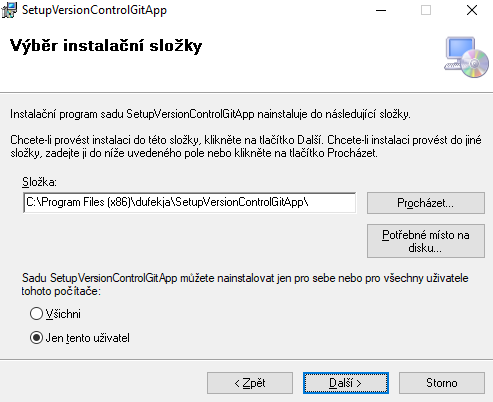 SetupVersionControlGitApp
Výběr instalační složky
Instalační program sadu SetupVersionControlGitApp nainstaluje do následující složky.
Chcete-li provést instalaci do této složky, klikněte na tlačítko Další. Chcete-li instalaci provést do jiné
složky, zadejte ji do níže uvedeného pole nebo klikněte na tlačítko Procházet.
Složka:
C:\Program Files (x86)\dufekja\SetupVersionControlGitApp\
Procházet...
Potřebné místo na
disku...
Sadu SetupVersionControlGitApp můžete nainstalovat jen pro sebe nebo pro všechny uživatele
tohoto počítače:
Všichni
Jen tento uživatel
< Zpět
Další >
Storno